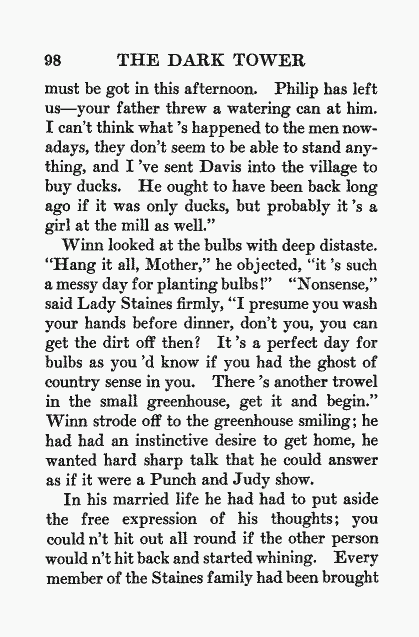 98 THE DARK TOWER
must be got in this afternoon. Philip has left
us—your father threw a watering can at him.
I can't think what 's happened to the men now-
adays, they don't seem to be able to stand any-
thing, and I 've sent Davis into the village to
buy ducks. He ought to have been back long
ago if it was only ducks, but probably it 's a
girl at the mill as well."
Winn looked at the bulbs with deep distaste.
"Hang it all, Mother," he objected, "it 's such
a messy day for planting bulbs!" "Nonsense,"
said Lady Staines firmly, "I presume you wash
your hands before dinner, don't you, you can
get the dirt off then? It 's a perfect day for
bulbs as you 'd know if you had the ghost of
country sense in you. There 's another trowel
in the small greenhouse, get it and begin."
Winn strode off to the greenhouse smiling; he
had had an instinctive desire to get home, he
wanted hard sharp talk that he could answer
as if it were a Punch and Judy show.
In his married life he had had to put aside
the free expression of his thoughts; you
could n't hit out all round if the other person
would n't hit back and started whining. Every
member of the Staines family had been brought